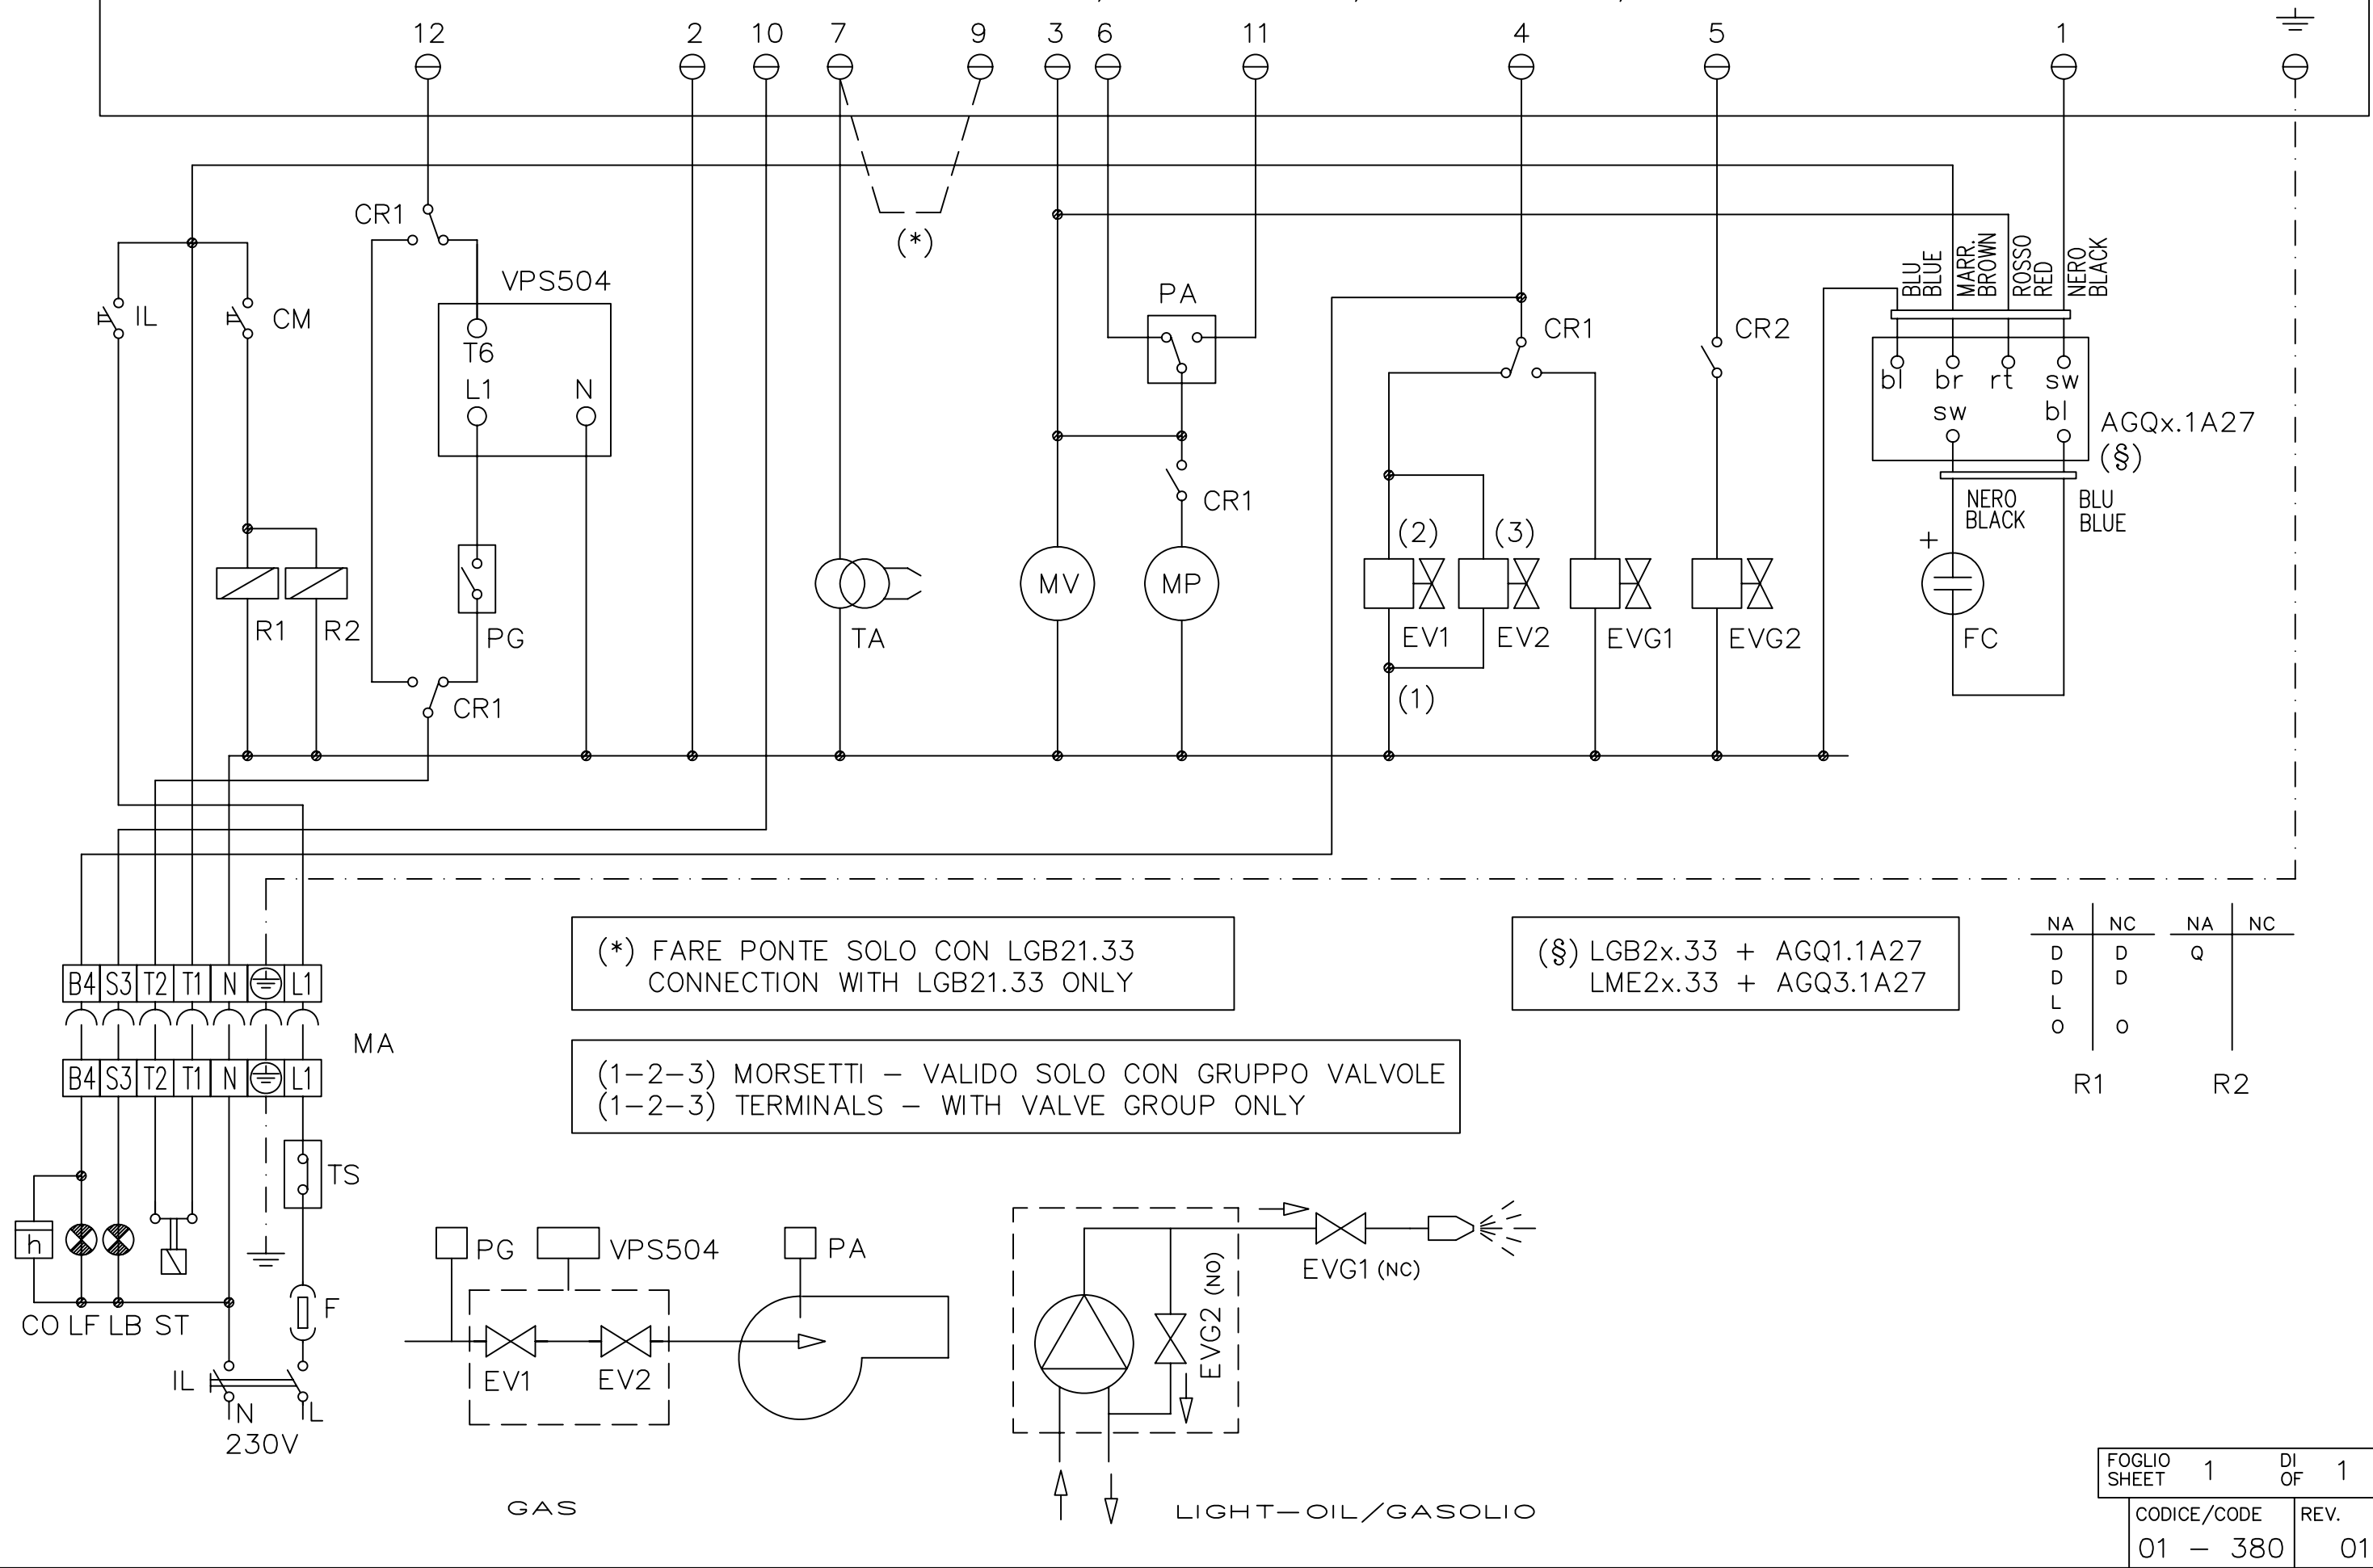 12 2 10 7 9 3 6 11 4 5 1
CR1
(*)
VPS504
T6
L1 N
IL
CM
PA
CR1
CR2
BLU
BLUE
MARR.
BROWN
ROSSO
RED
NERO
BLACK
bl br rt sw
sw bl
AGQx.1A27
(§)
NERO
BLACK
BLU
BLUE
CR1
(2) (3)
+
MV MP
R1 R2
PG
TA
EV1 EV2 EVG1 EVG2
FC
CR1
(1)
(*) FARE PONTE SOLO CON LGB21.33
CONNECTION WITH LGB21.33 ONLY
(§) LGB2x.33 + AGQ1.1A27
LME2x.33 + AGQ3.1A27
NA NC NA NC
D D Q
D D
L
O O
R1 R2
B4 S3 T2 T1 N L1
MA
B4 S3 T2 T1 N L1
(1-2-3) MORSETTI - VALIDO SOLO CON GRUPPO VALVOLE
(1-2-3) TERMINALS - WITH VALVE GROUP ONLY
TS
h
F
CO LF LB ST
IL
N L
230V
PG VPS504 PA
EV1 EV2
GAS
EVG1 (NC)
EVG2 (NO)
LIGHT-OIL/GASOLIO
FOGLIO
SHEET 1
DI
OF 1
CODICE/CODE REV.
01 - 380 01